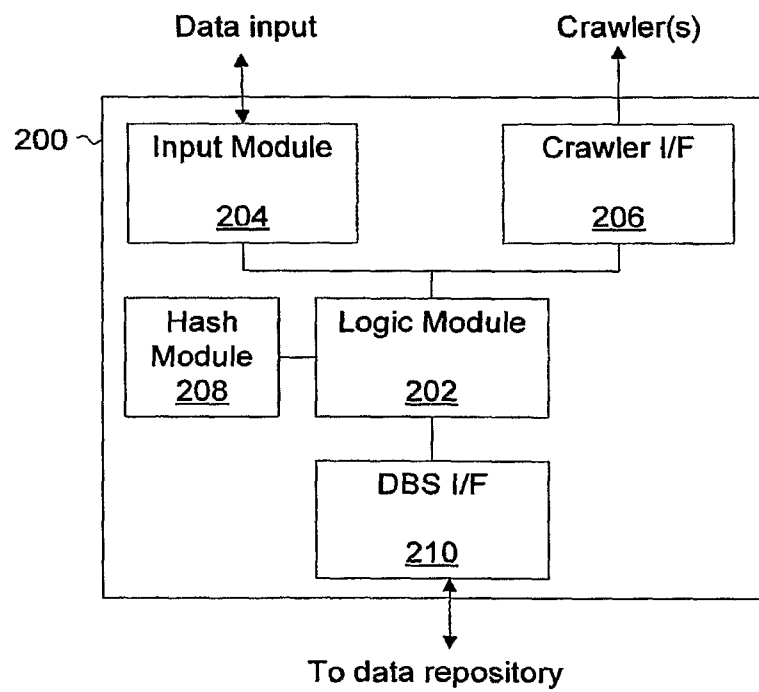 Data input
Crawler(s)
200
Input Module
204
Crawler I/F
206
Hash
Module
208
Logic Module
202
DBS I/F
210
To data repository